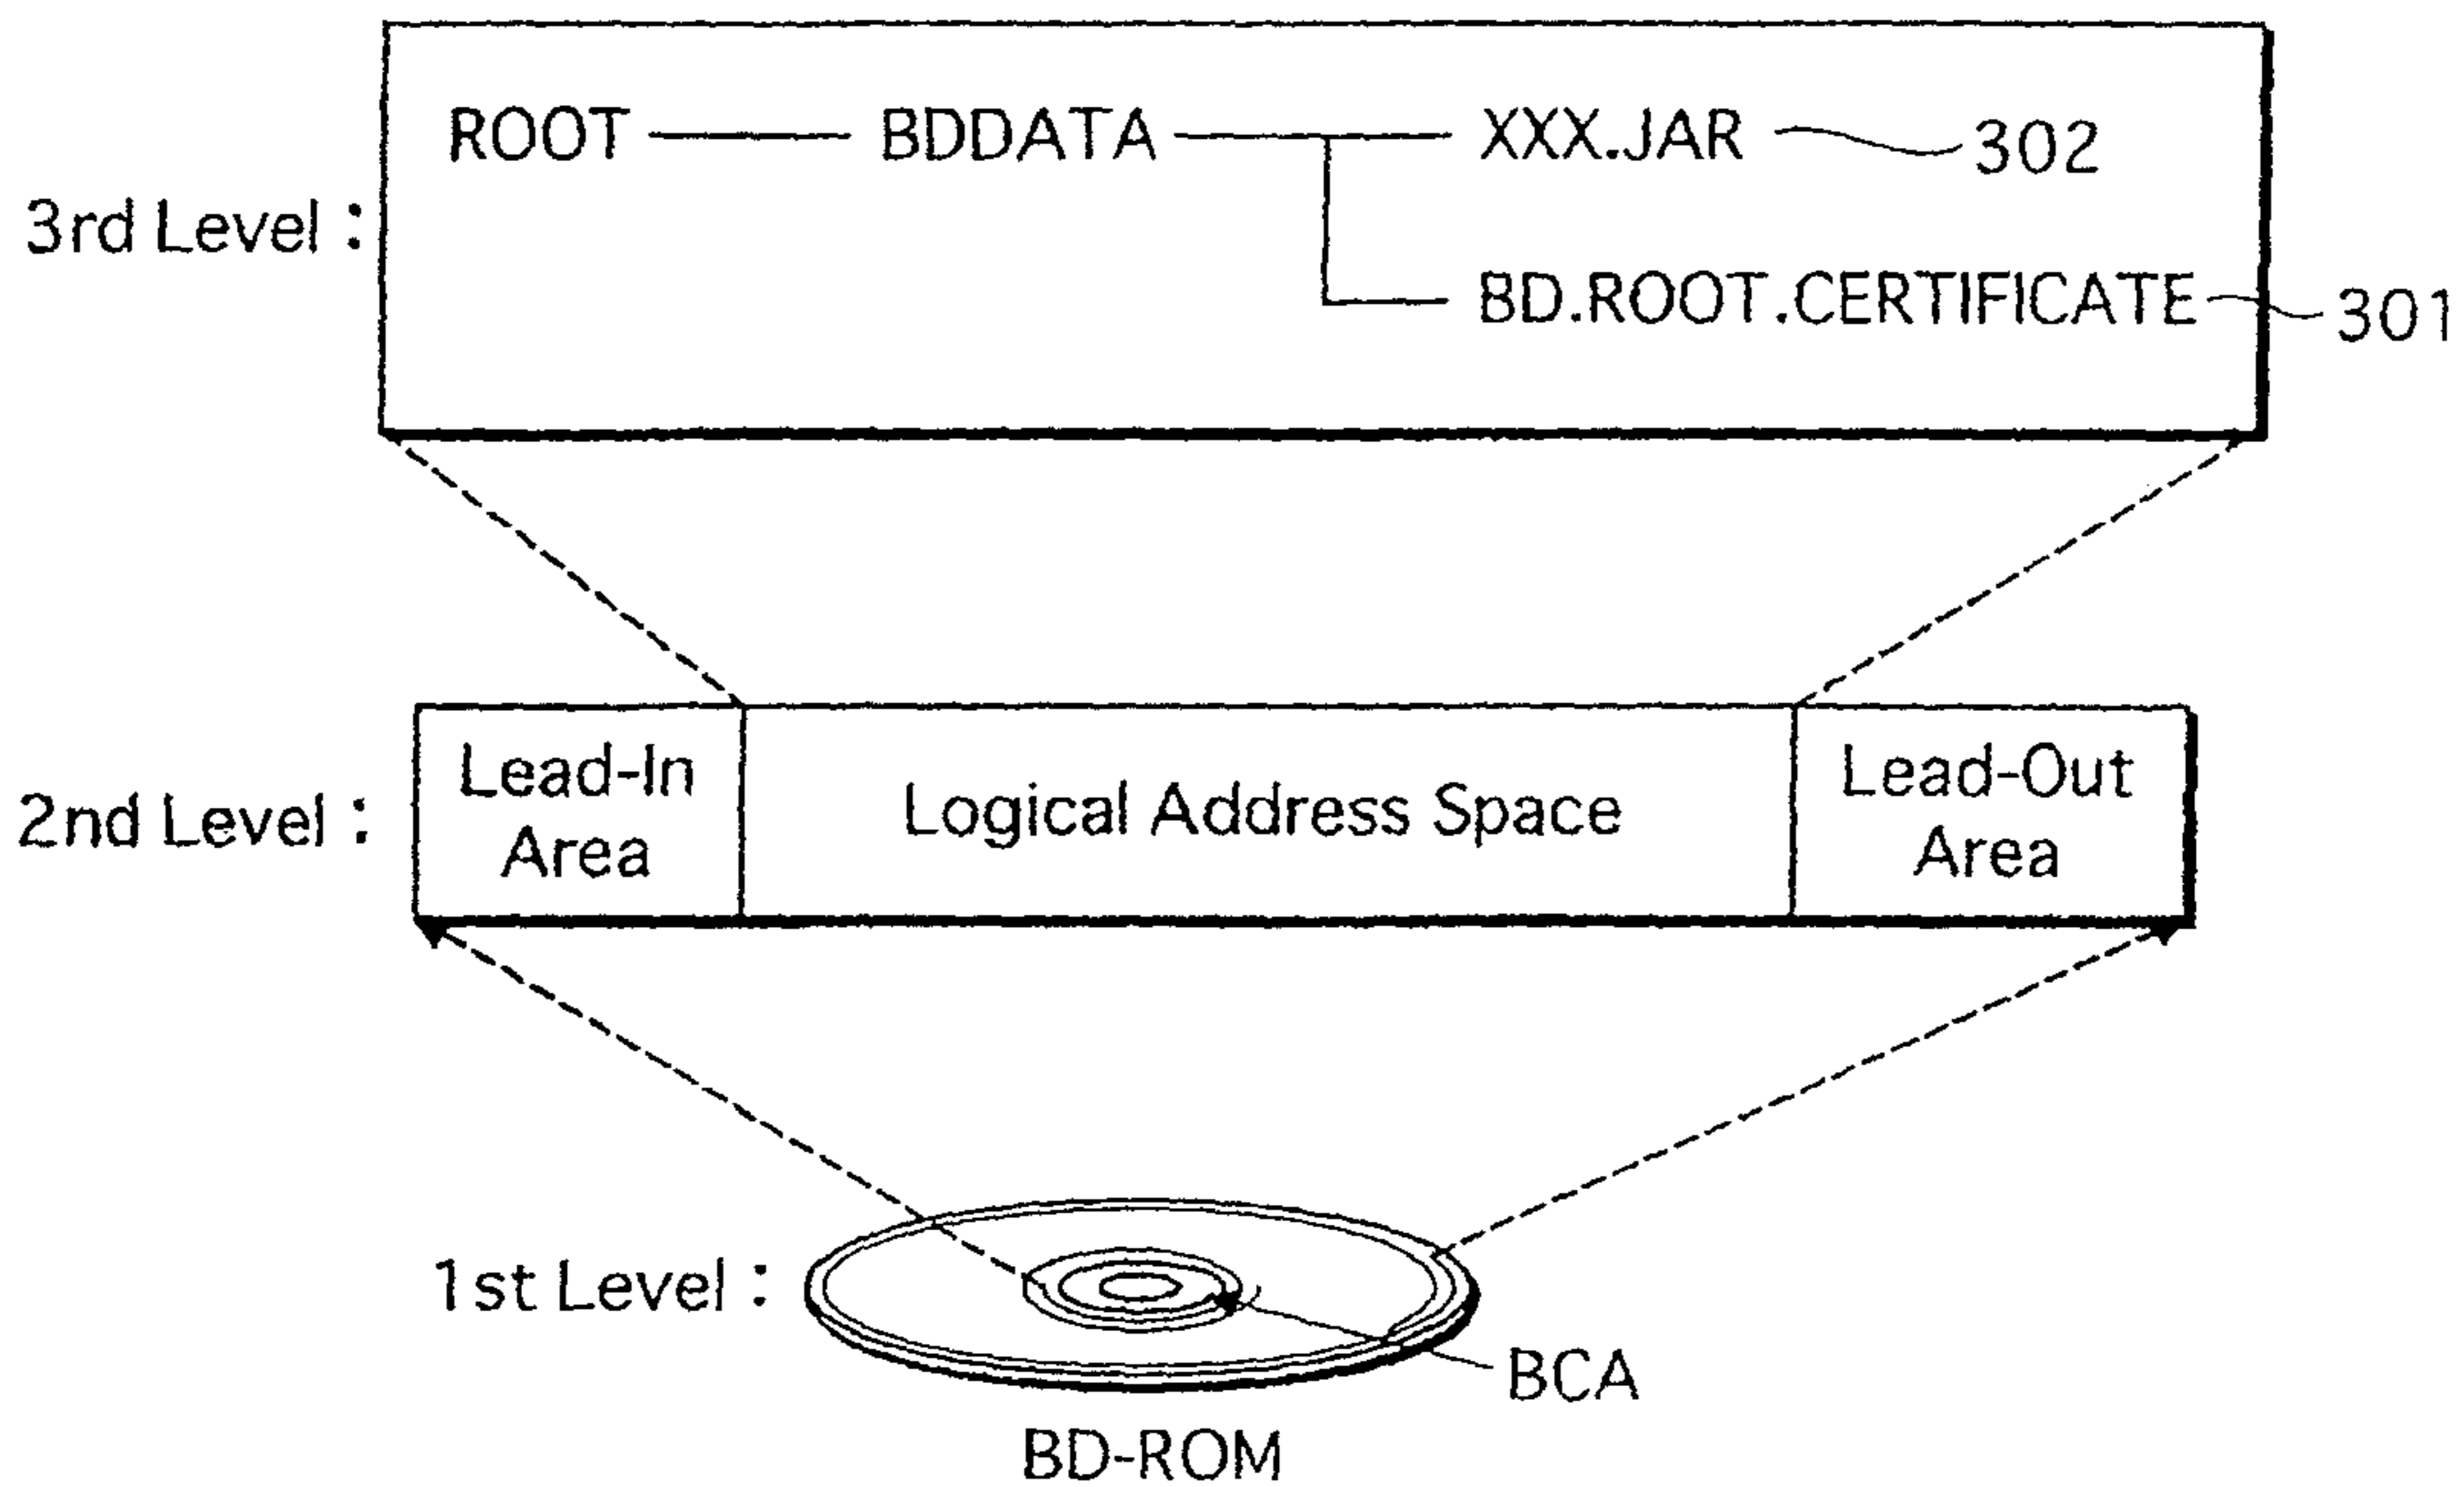 ROOT BDDATA XXX.JAR 302
3rd Level :
BD.ROOT.CERTIFICATE 301
2nd Level :
Lead-In
Area
Logical Address Space
Lead-Out
Area
1st Level :
BCA
BD-ROM